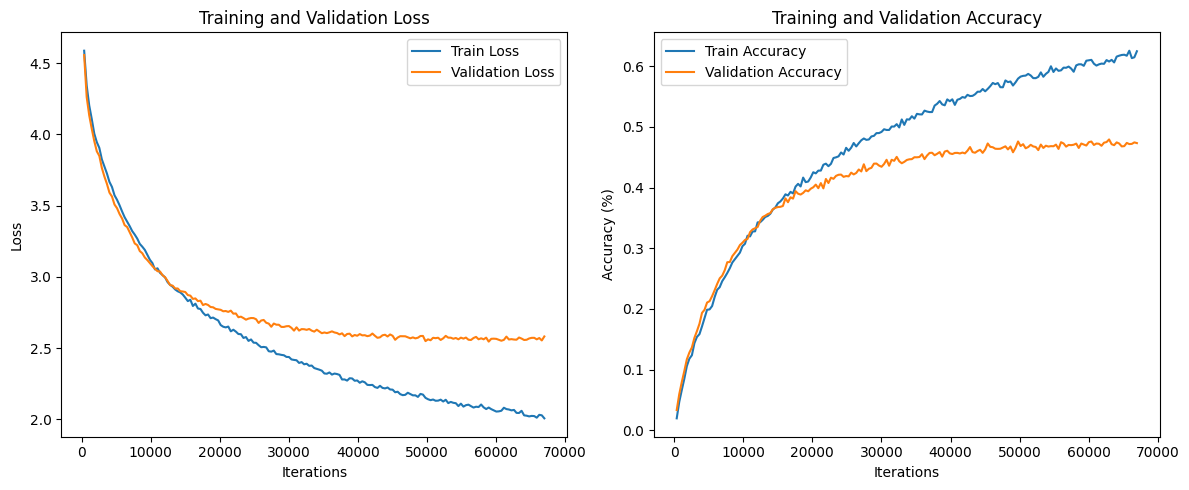 Training and Validation Loss
Train Loss
Validation Loss
4.5
4.0
3.5
3.0
2.5
2.0
Loss
0 10000 20000 30000 40000 50000 60000 70000
Iterations
Training and Validation Accuracy
Train Accuracy
Validation Accuracy
0.6
0.5
0.4
0.3
0.2
0.1
0.0
Accuracy (%)
0 10000 20000 30000 40000 50000 60000 70000
Iterations